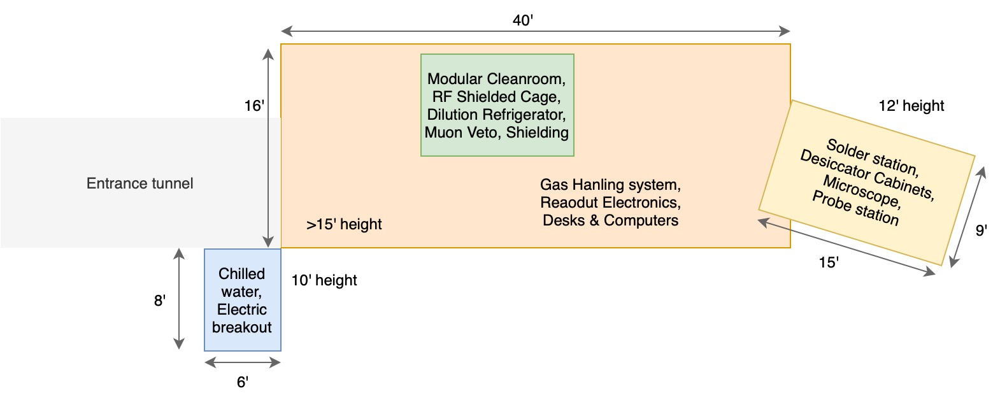 40'
16'
Modular Cleanroom,
RF Shielded Cage,
Dilution Refrigerator,
Muon Veto, Shielding
12' height
Solder station,
Desiccator Cabinets,
Microscope,
Probe station
Entrance tunnel
Gas Hanling system,
Reaodut Electronics,
Desks & Computers
>15' height
9'
15'
Chilled
water,
Electric
breakout
10' height
8'
6'